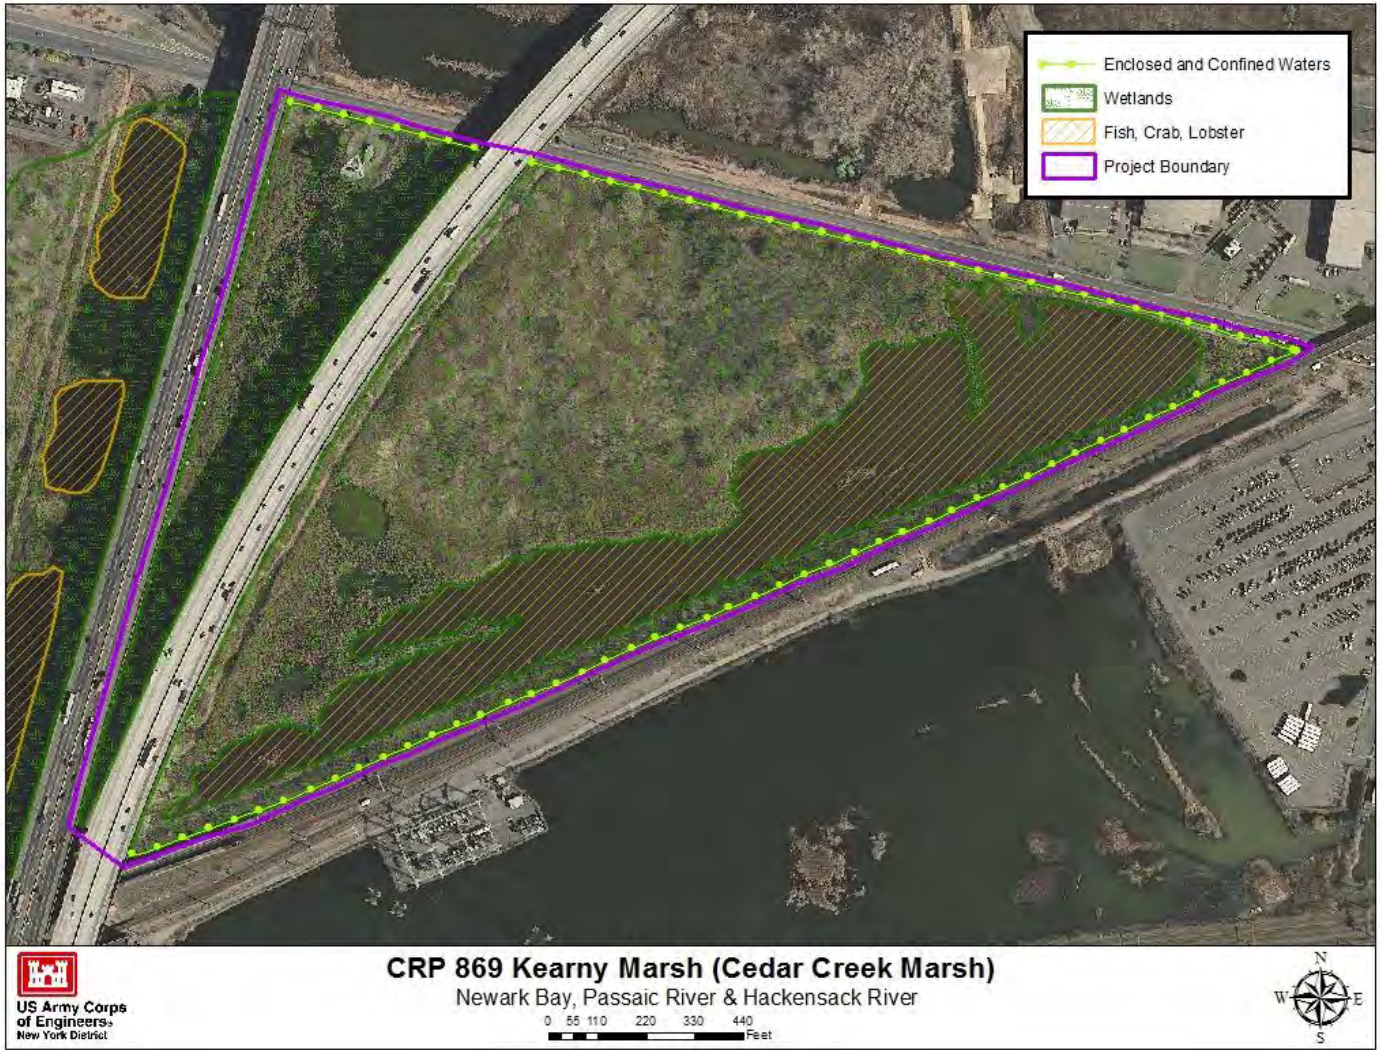 Enclosed and Confined Waters
Wetlands
Fish, Crab, Lobster
Project Boundary
US Army Corps
of Engineers®
New York District
CRP 869 Kearny Marsh (Cedar Creek Marsh)
Newark Bay, Passaic River & Hackensack River
0 55 110 220 330 440
Feet
N
W E
S